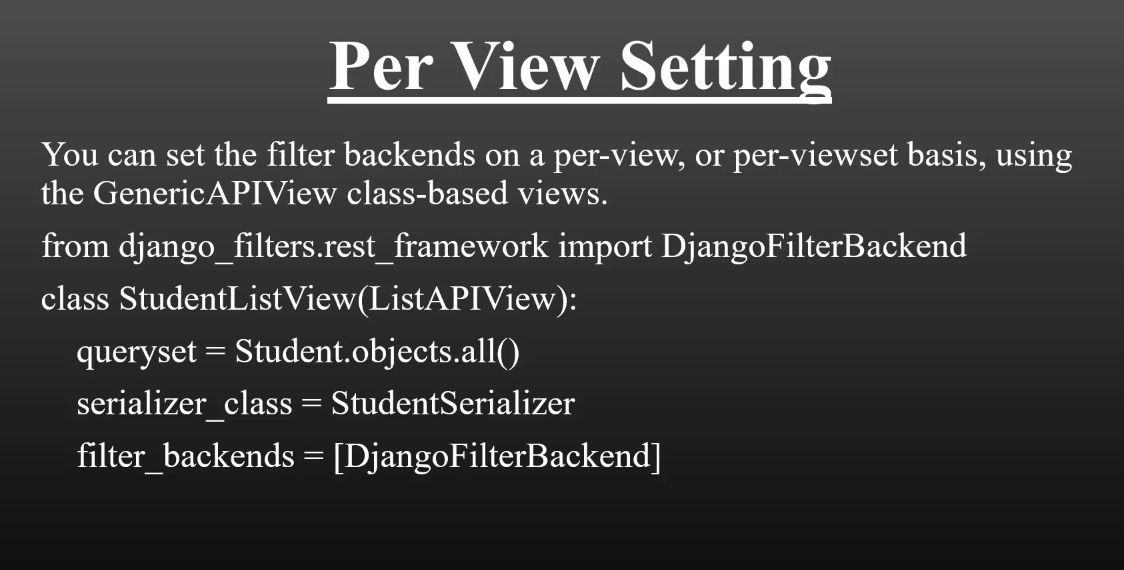 Per View Setting
You can set the filter backends on a per-view, or per-viewset basis, using
the GenericAPIView class-based views.
from django_filters.rest_framework import DjangoFilterBackend
class StudentListView(ListAPIView):
queryset = Student.objects.all()
serializer_class = StudentSerializer
filter_backends = [DjangoFilterBackend]